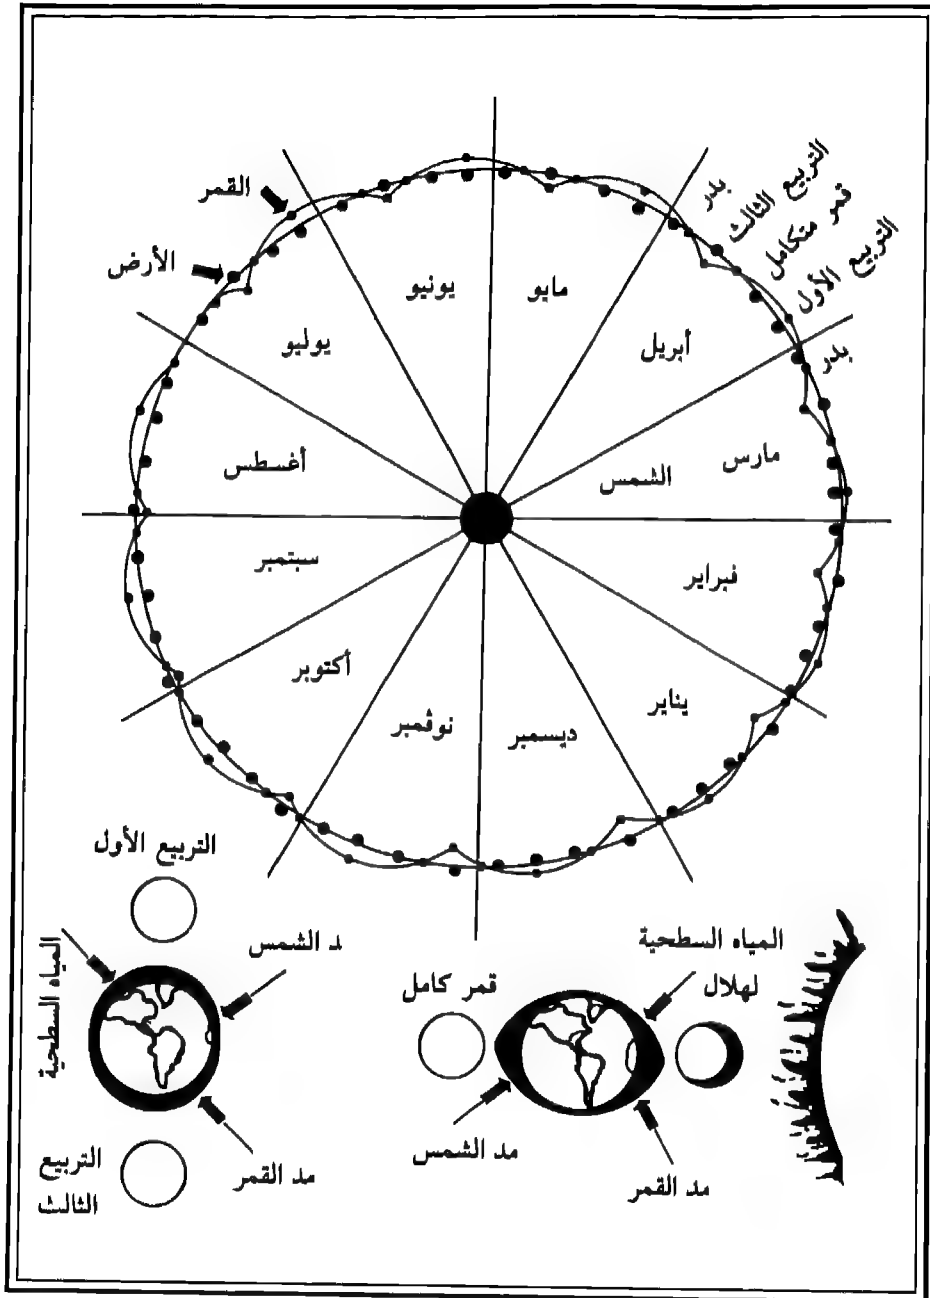 بدر
التربيع الثالث
قمر متكامل
التربيع الأول
بدر
القمر
الأرض
يونيو
مايو
يوليو
أبريل
أغسطس
مارس
الشمس
سبتمبر
فبراير
أكتوبر
يناير
نوڤمبر
ديسمبر
التربيع الأول
المياه السطحية
مد الشمس
مد القمر
التربيع
الثالث
المياه السطحية
لهلال
قمر كامل
مد الشمس
مد القمر